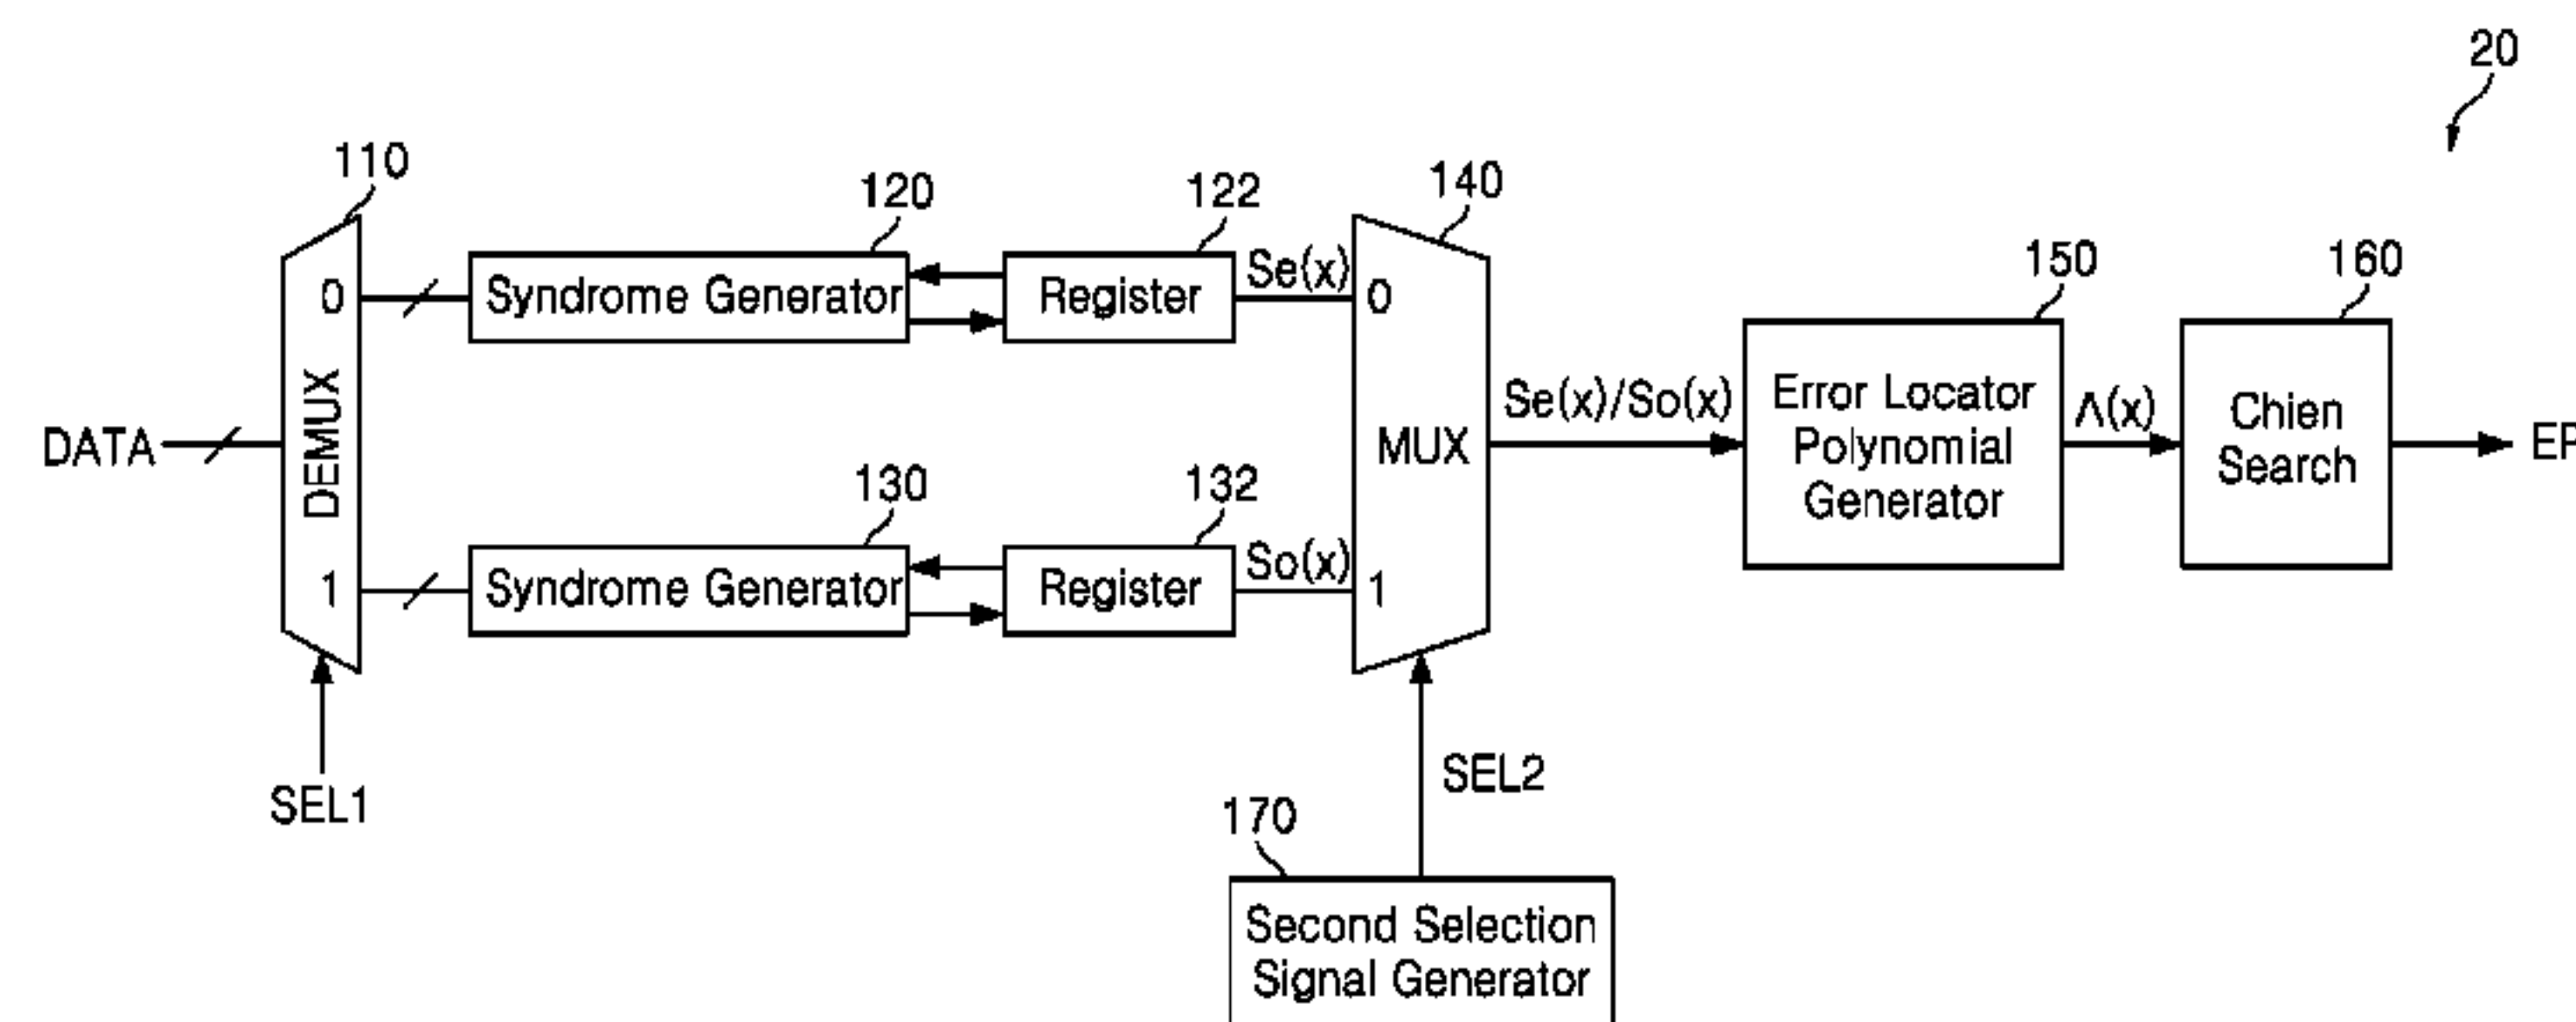 20
110
120
122
140
150
160
Syndrome Generator
Register
Se(x)
0
0
DATA
DEMUX
MUX
Se(x)/So(x)
Error Locator
Polynomial
Generator
Λ(x)
Chien
Search
130
132
Syndrome Generator
Register
So(x)
1
1
SEL1
SEL2
170
Second Selection
Signal Generator